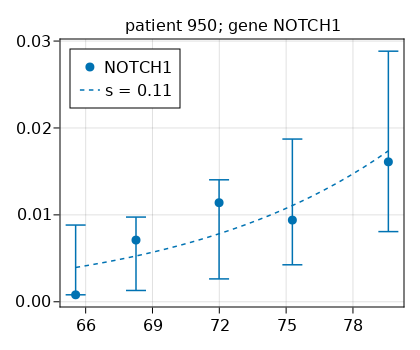 patient 950; gene NOTCH1
0.03
0.02
0.01
0.00
NOTCH1
s = 0.11
66 69 72 75 78